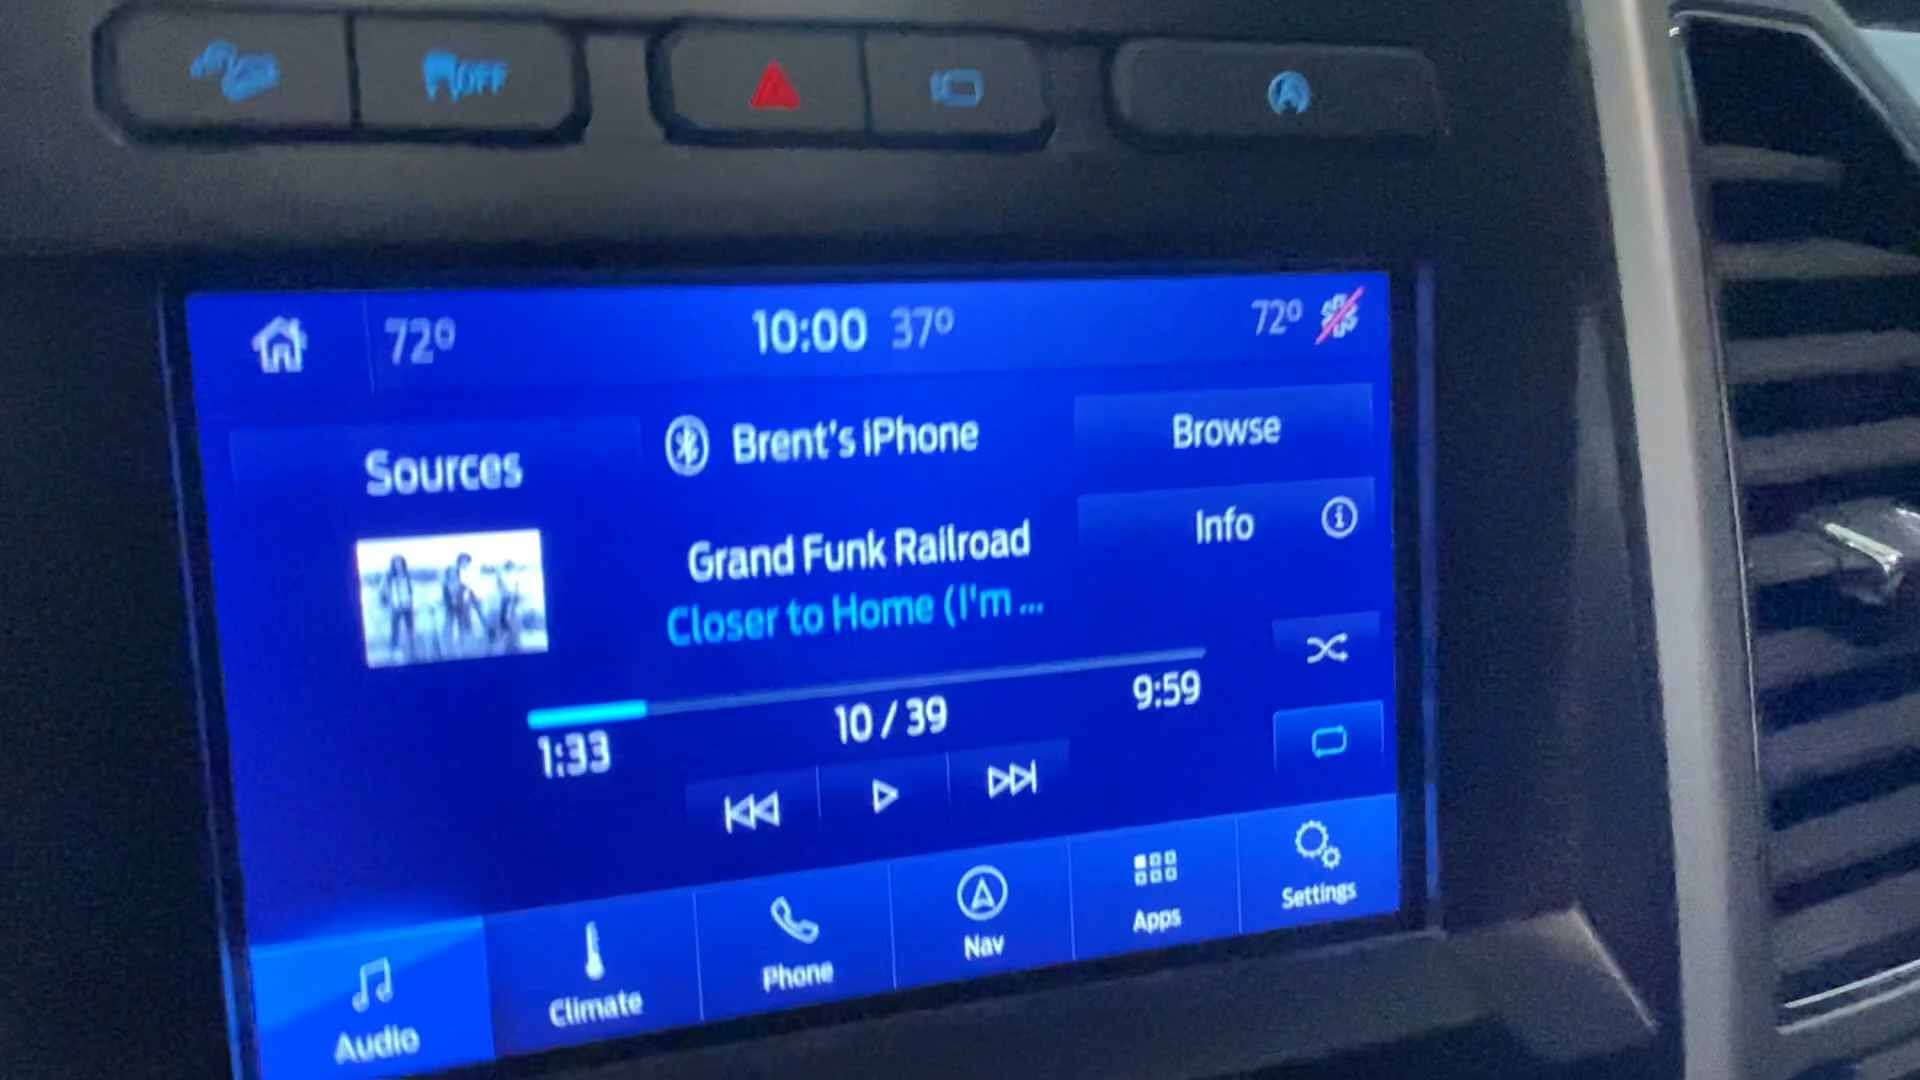 OFF
72° 10:00 37° 72°
Sources
Brent's iPhone
Browse
Grand Funk Railroad
Info
Closer to Home (I'm ...
1:33
10 / 39
9:59
Audio
Climate
Phone
Nav
Apps
Settings